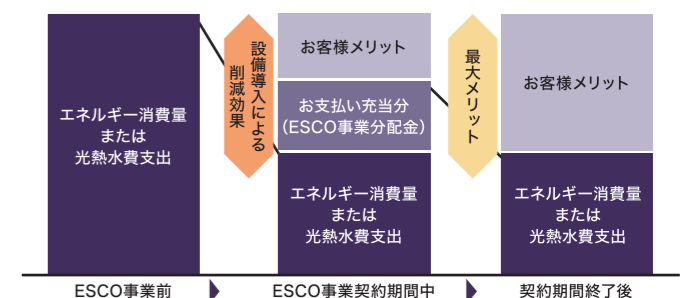 エネルギー消費量
または
光熱水費支出
設備導入による
削減効果
お客様メリット
お支払い充当分
（ESCO事業分配金）
エネルギー消費量
または
光熱水費支出
最大メリット
お客様メリット
エネルギー消費量
または
光熱水費支出
ESCO事業前
ESCO事業契約期間中
契約期間終了後